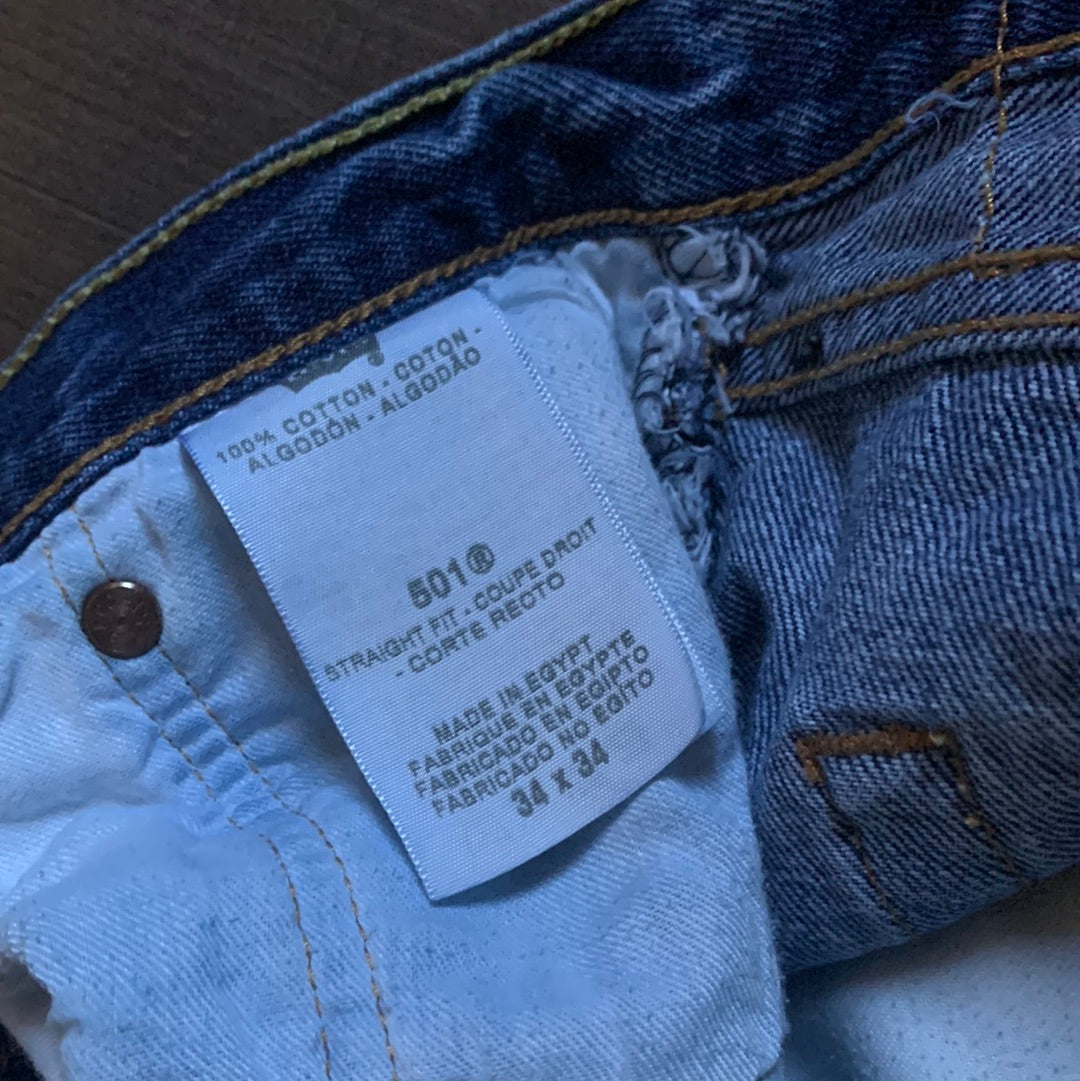 100% COTTON - COTON -
ALGODÓN - ALGODÃO
501®
STRAIGHT FIT - COUPE DROIT
- CORTE RECTO
MADE IN EGYPT
FABRIQUE EN EGYPTE
FABRICADO EN EGIPTO
FABRICADO NO EGITO
34 x 34